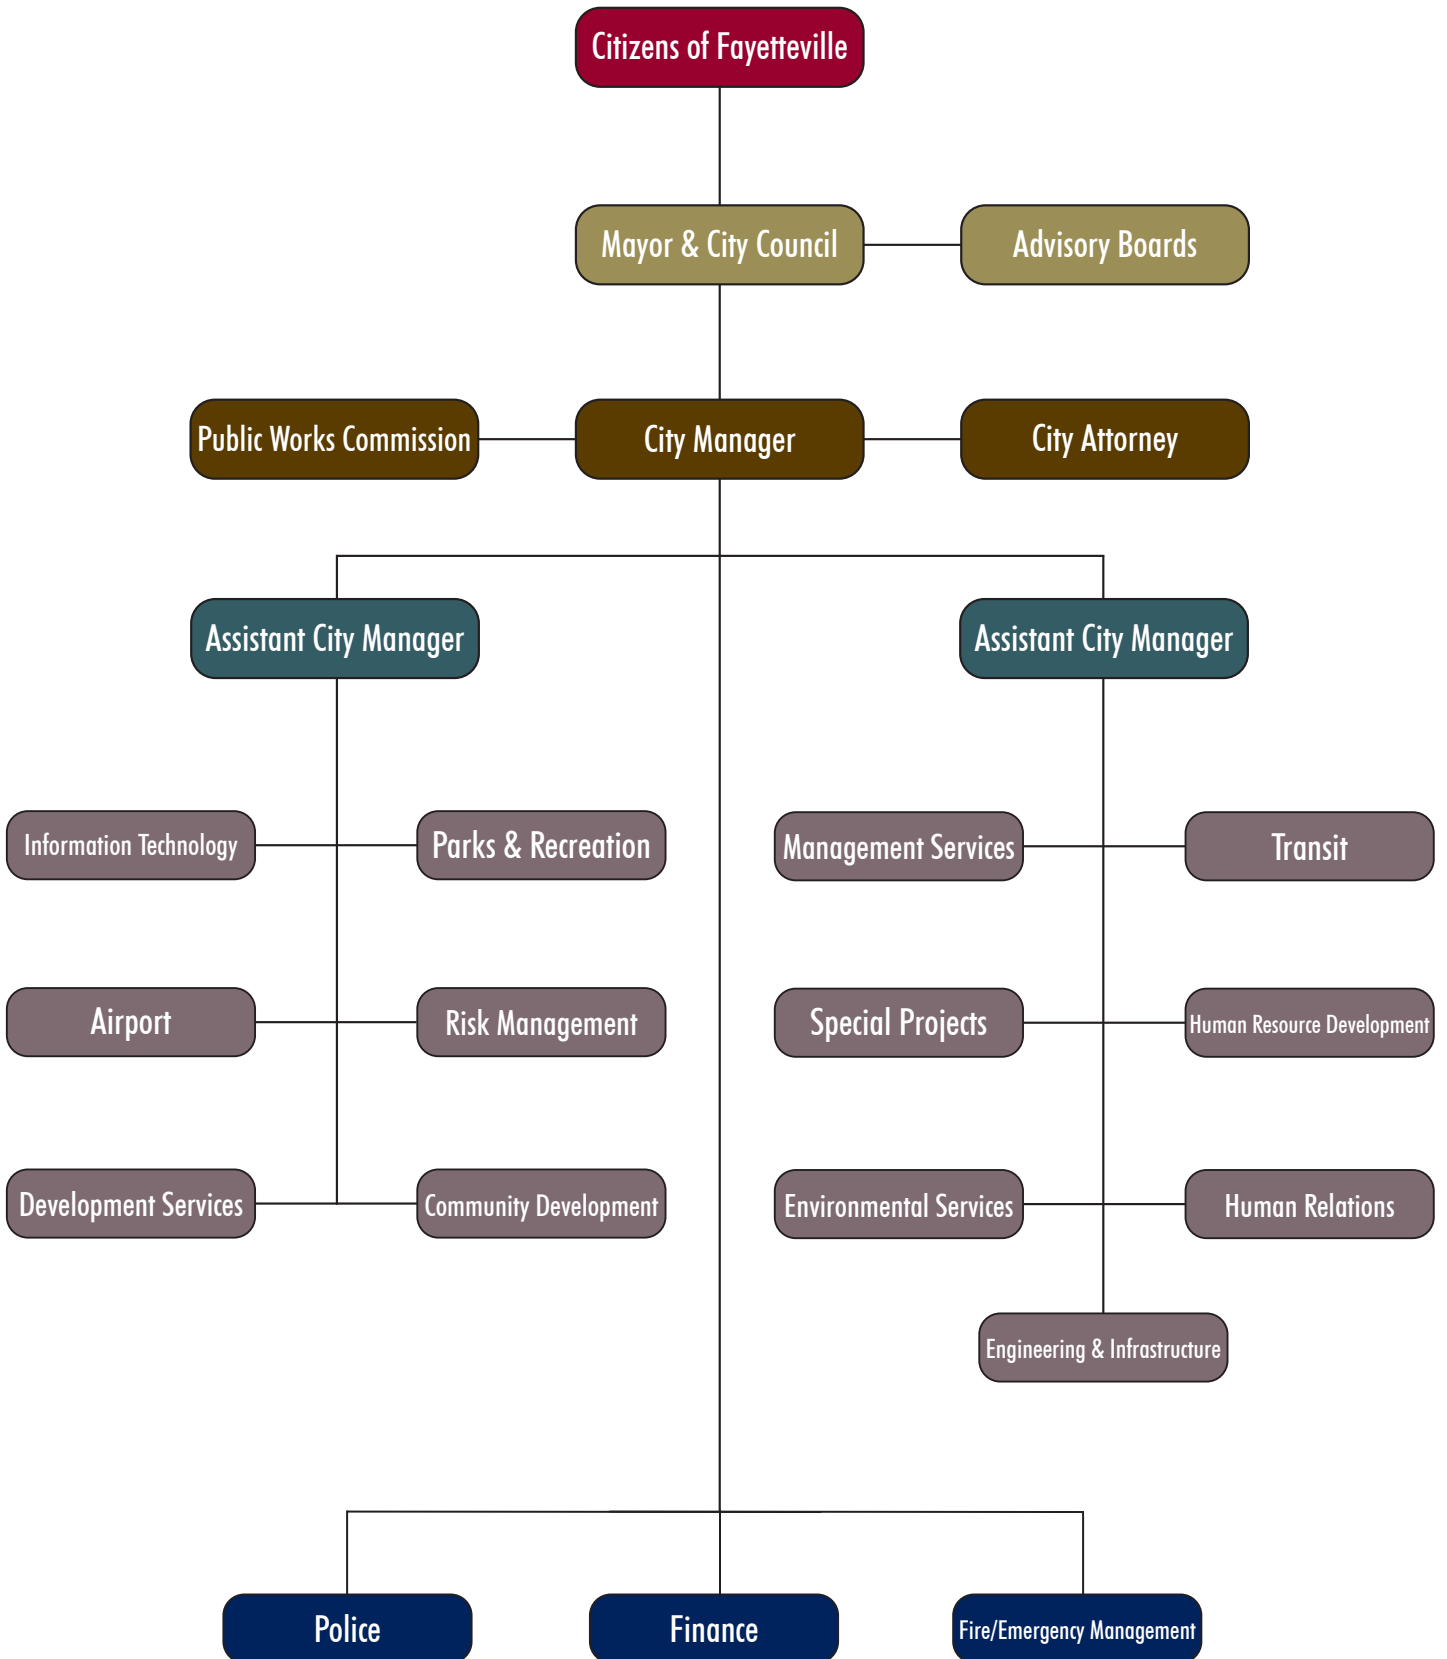 Citizens of Fayetteville
Mayor & City Council
Advisory Boards
Public Works Commission
City Manager
City Attorney
Assistant City Manager
Assistant City Manager
Information Technology
Parks & Recreation
Management Services
Transit
Airport
Risk Management
Special Projects
Human Resource Development
Development Services
Community Development
Environmental Services
Human Relations
Engineering & Infrastructure
Police
Finance
Fire/Emergency Management